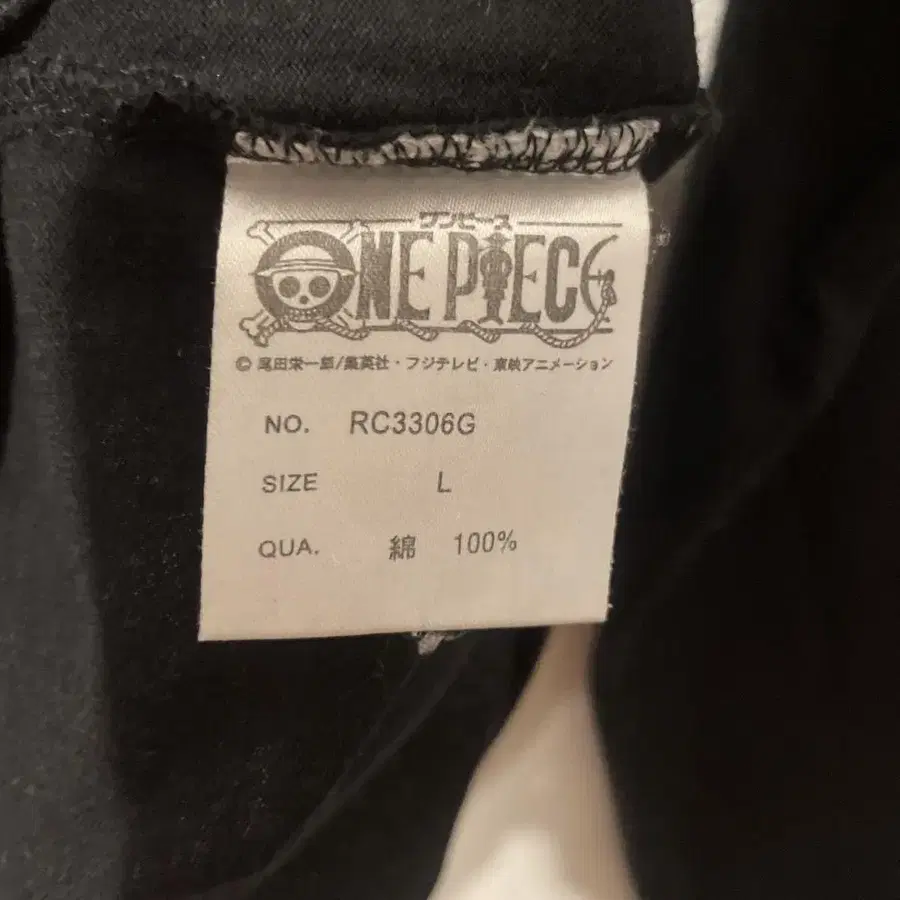 ワンピース
ONE PIECE
© 尾田栄一郎/集英社・フジテレビ・東映アニメーション
NO. RC3306G
SIZE L
QUA. 綿 100%